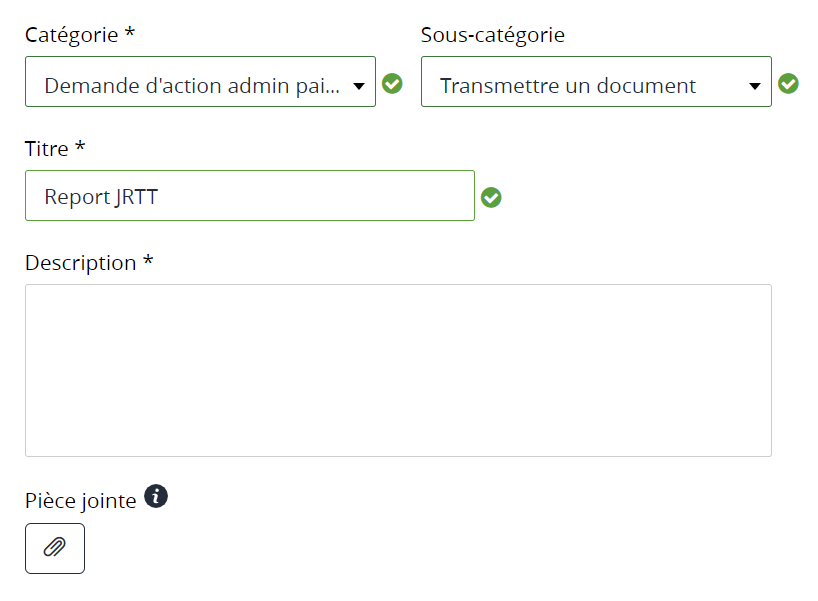 Catégorie *
Sous-catégorie
Demande d'action admin pai...
Transmettre un document
Titre *
Report JRTT
Description *
Pièce jointe